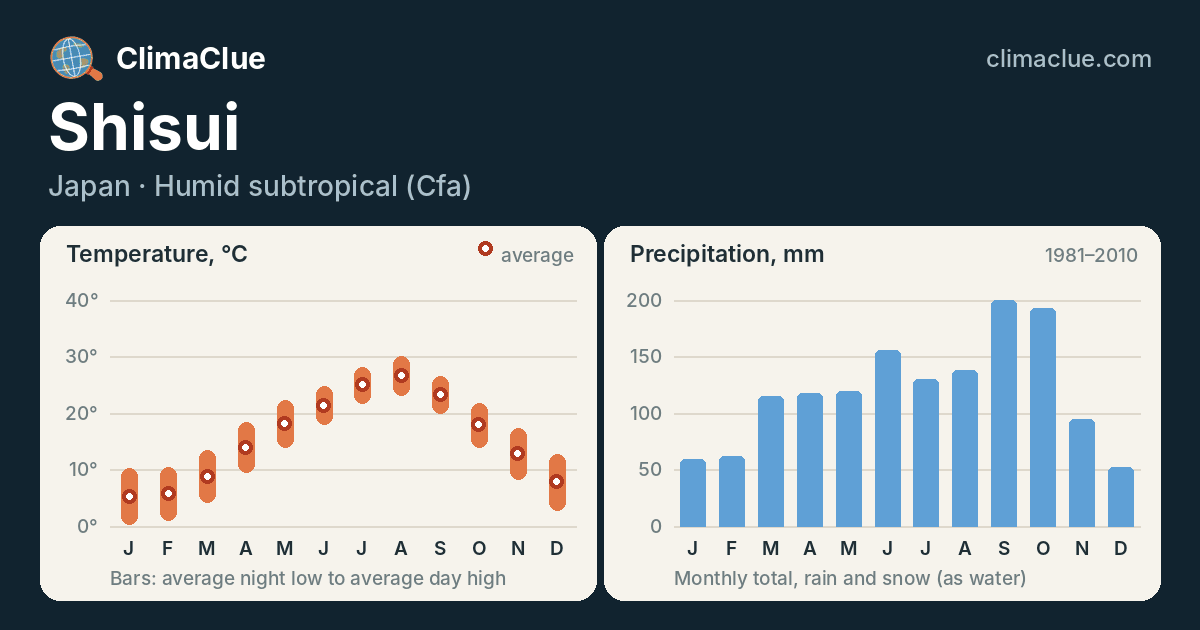 ClimaClue
climaclue.com
Shisui
Japan · Humid subtropical (Cfa)
Temperature, °C
average
40°
30°
20°
10°
0°
J F M A M J J A S O N D
Bars: average night low to average day high
Precipitation, mm
1981–2010
200
150
100
50
0
J F M A M J J A S O N D
Monthly total, rain and snow (as water)